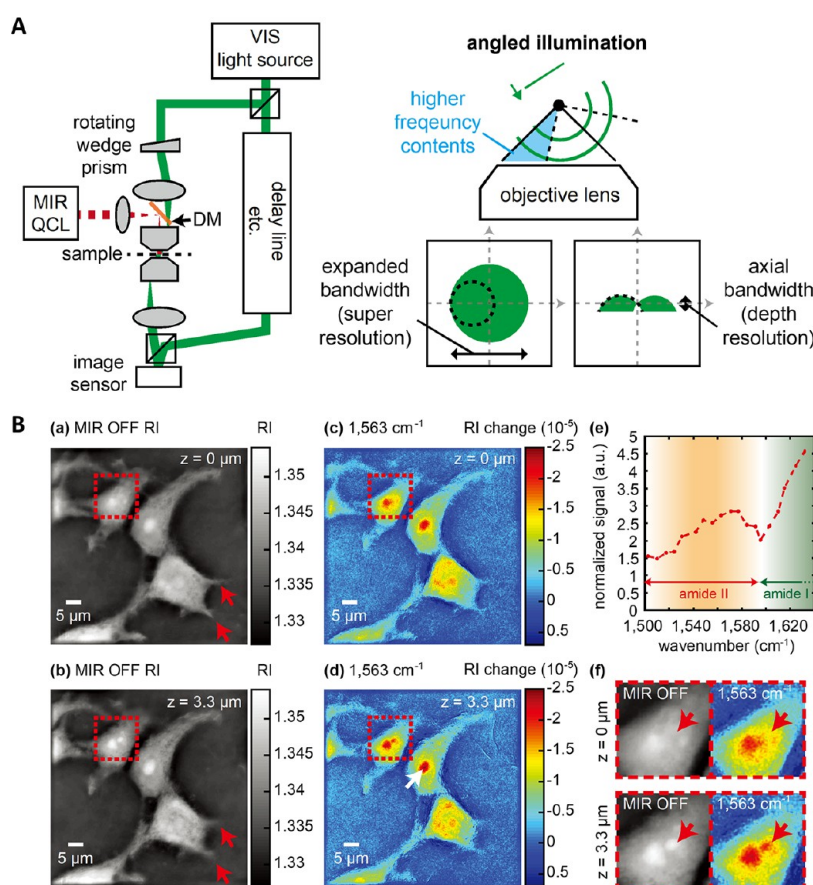 A
VIS
light source
rotating
wedge
prism
MIR
QCL
DM
sample
delay line
etc.
image
sensor
angled illumination
higher
freqeuncy
contents
objective lens
expanded
bandwidth
(super
resolution)
axial
bandwidth
(depth
resolution)
B
(a) MIR OFF RI
RI
z = 0 µm
1.35
1.345
1.34
1.335
1.33
5 µm
(c) 1,563 cm⁻¹
RI change (10⁻⁵)
-2.5
-2
-1.5
-1
-0.5
0
0.5
5 µm
(e)
normalized signal (a.u.)
5
4.5
4
3.5
3
2.5
2
1.5
1
0.5
0
amide II
amide I
1,500
1,540
1,580
1,620
wavenumber (cm⁻¹)
(b) MIR OFF RI
RI
z = 3.3 µm
1.35
1.345
1.34
1.335
1.33
5 µm
(d) 1,563 cm⁻¹
RI change (10⁻⁵)
z = 3.3 µm
-2.5
-2
-1.5
-1
-0.5
0
0.5
5 µm
(f)
z = 0 µm
MIR OFF
1,563 cm⁻¹
z = 3.3 µm
MIR OFF
1,563 cm⁻¹